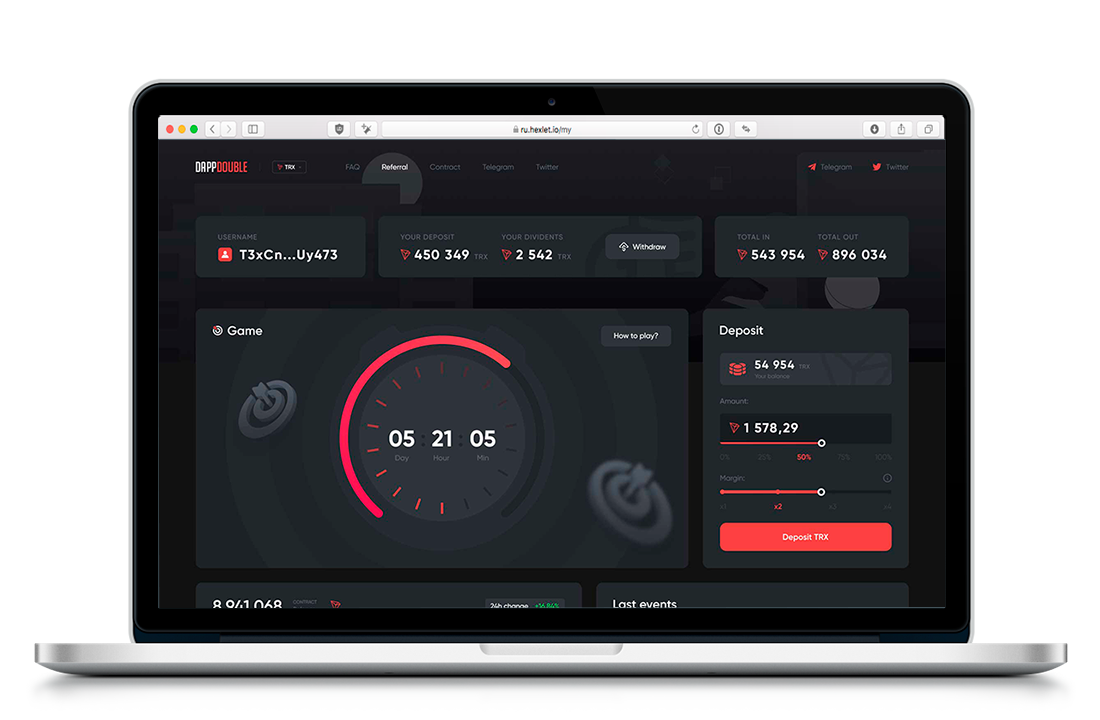 ru.hexlet.io/my
DAPPDOUBLE TRX FAQ Referral Contract Telegram Twitter Telegram Twitter
USERNAME
T3xCn...Uy473
YOUR DEPOSIT
450 349 TRX
YOUR DIVIDENTS
2 542 TRX
Withdraw
TOTAL IN
543 954
TOTAL OUT
896 034
Game
How to play?
05 : 21 : 05
Day Hour Min
Deposit
54 954 TRX
Your balance
Amount:
1 578,29
0% 25% 50% 75% 100%
Margin:
x1 x2 x3 x4
Deposit TRX
8 941 068 CONTRACT
24h change +16.84%
Last events